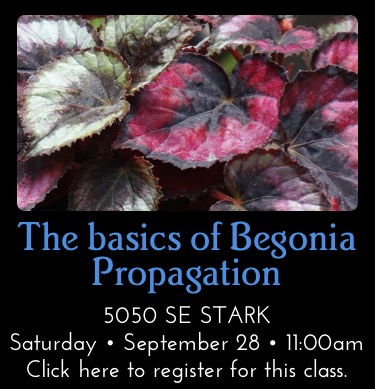 The basics of Begonia
Propagation
5050 SE STARK
Saturday • September 28 • 11:00am
Click here to register for this class.